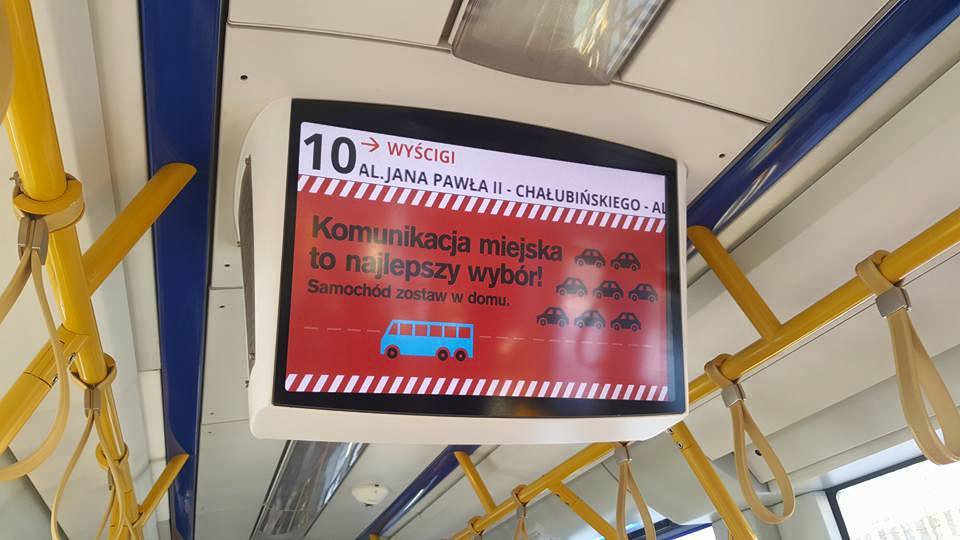 10 → WYŚCIGI
AL.JANA PAWŁA II - CHAŁUBIŃSKIEGO - AL
Komunikacja miejska
to najlepszy wybór!
Samochód zostaw w domu.